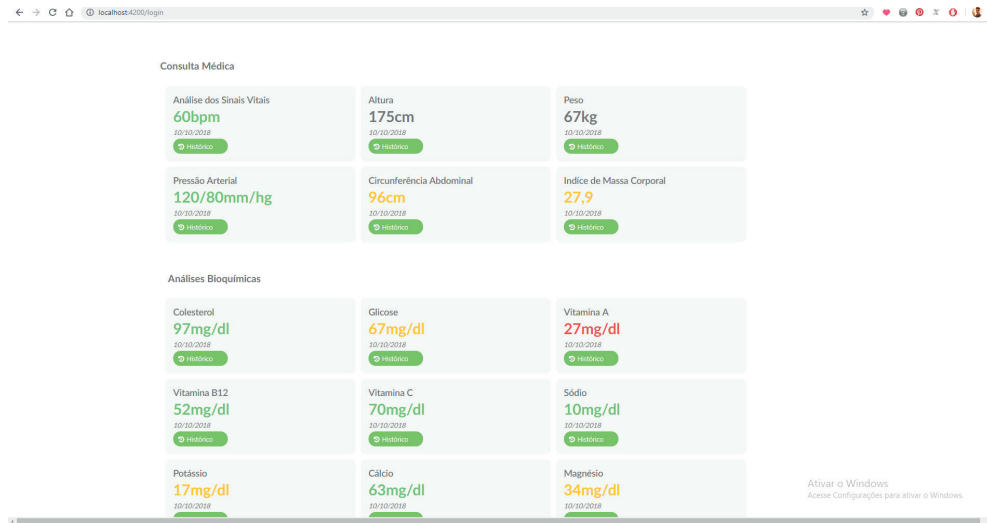 localhost:4200/login
Consulta Médica
Análise dos Sinais Vitais
60bpm
10/10/2018
Histórico
Altura
175cm
10/10/2018
Histórico
Peso
67kg
10/10/2018
Histórico
Pressão Arterial
120/80mm/hg
10/10/2018
Histórico
Circunferência Abdominal
96cm
10/10/2018
Histórico
Indíce de Massa Corporal
27,9
10/10/2018
Histórico
Análises Bioquímicas
Colesterol
97mg/dl
10/10/2018
Histórico
Glicose
67mg/dl
10/10/2018
Histórico
Vitamina A
27mg/dl
10/10/2018
Histórico
Vitamina B12
52mg/dl
10/10/2018
Histórico
Vitamina C
70mg/dl
10/10/2018
Histórico
Sódio
10mg/dl
10/10/2018
Histórico
Potássio
17mg/dl
10/10/2018
Cálcio
63mg/dl
10/10/2018
Magnésio
34mg/dl
10/10/2018
Ativar o Windows
Acesse Configurações para ativar o Windows.